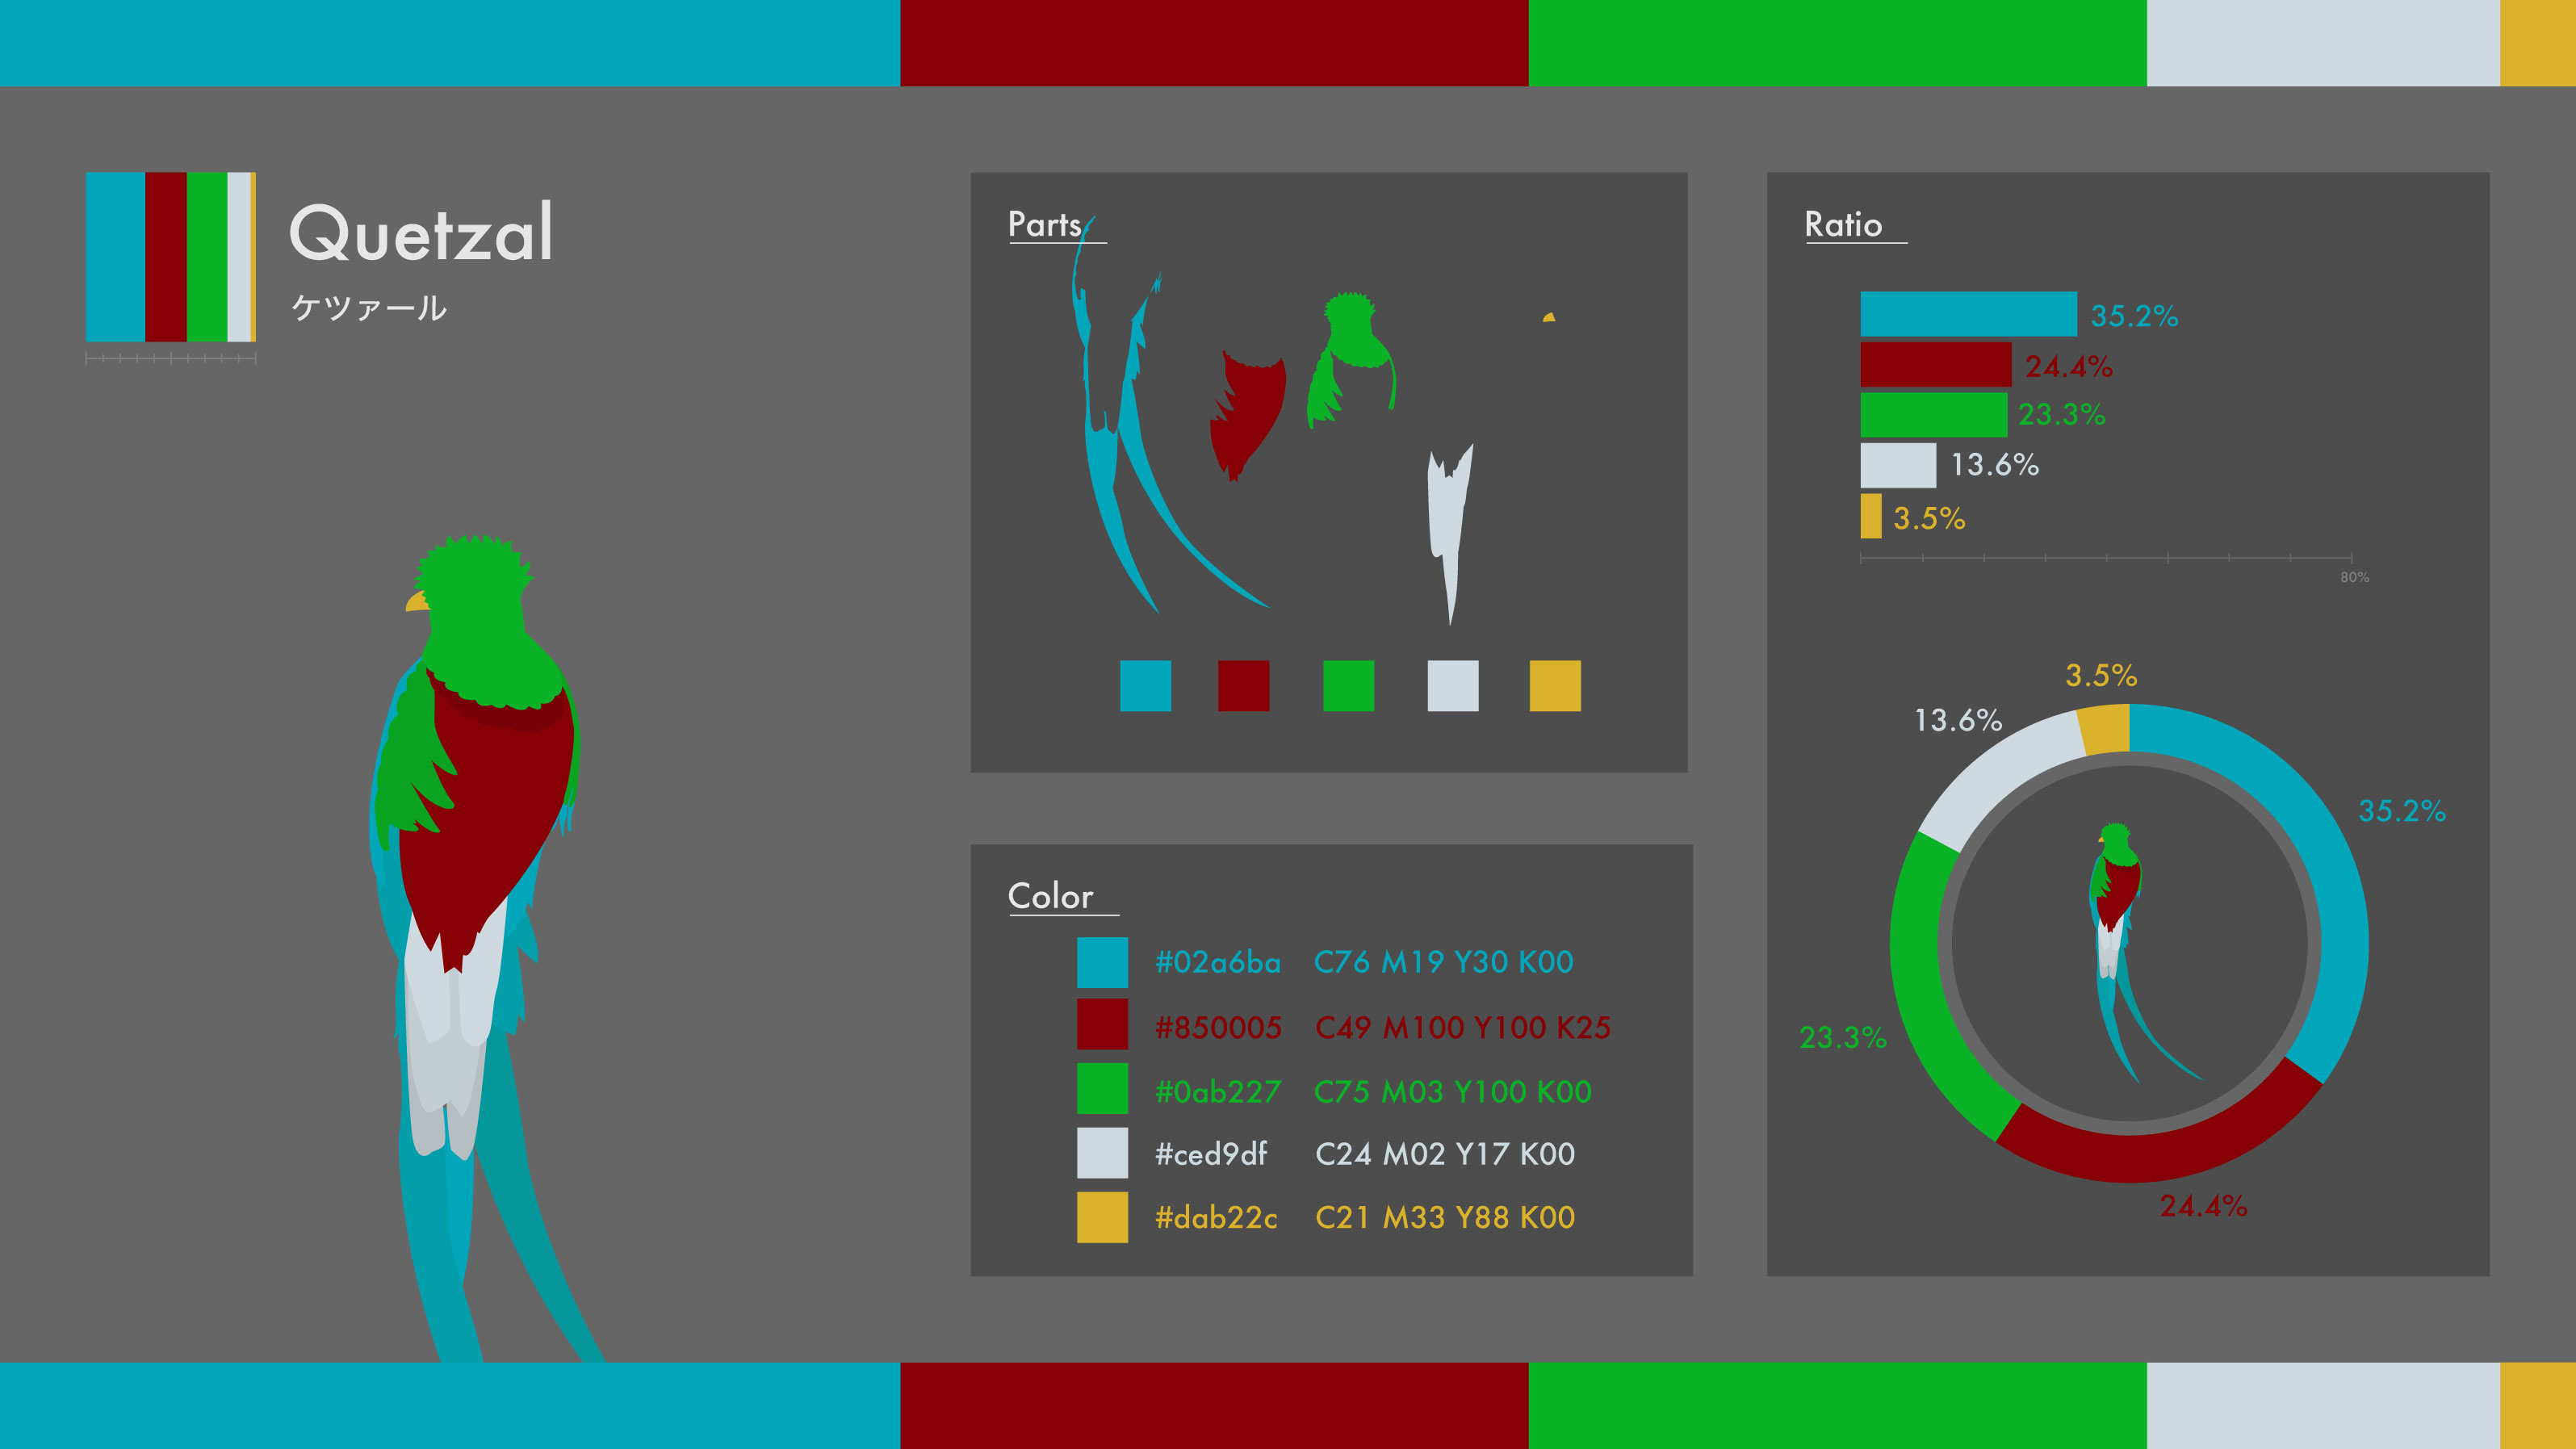 Quetzal
ケツァール
Parts
Color
#02a6ba C76 M19 Y30 K00
#850005 C49 M100 Y100 K25
#0ab227 C75 M03 Y100 K00
#ced9df C24 M02 Y17 K00
#dab22c C21 M33 Y88 K00
Ratio
35.2%
24.4%
23.3%
13.6%
3.5%
80%
3.5%
13.6%
35.2%
23.3%
24.4%